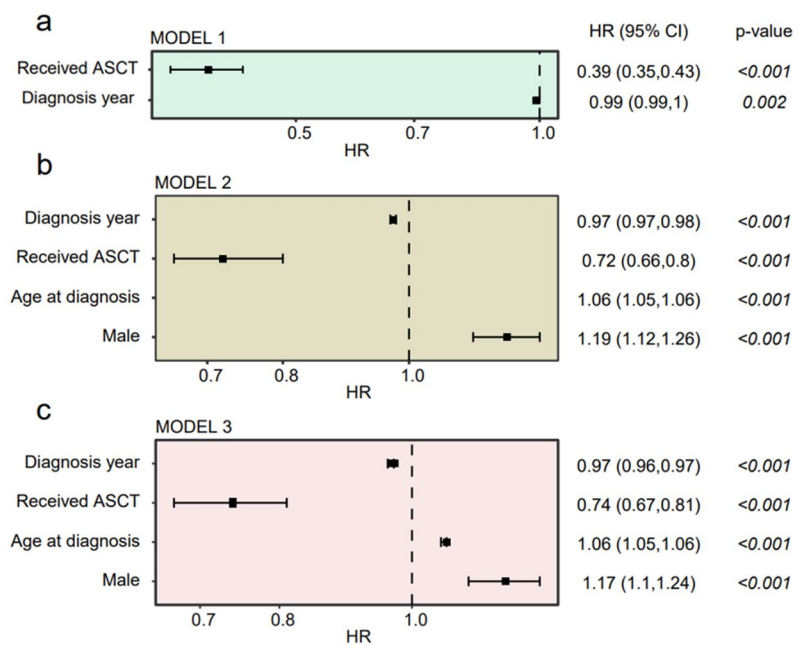 a
MODEL 1
HR (95% CI) p-value
Received ASCT 0.39 (0.35,0.43) <0.001
Diagnosis year 0.99 (0.99,1) 0.002
0.5 0.7 1.0
HR
b
MODEL 2
Diagnosis year 0.97 (0.97,0.98) <0.001
Received ASCT 0.72 (0.66,0.8) <0.001
Age at diagnosis 1.06 (1.05,1.06) <0.001
Male 1.19 (1.12,1.26) <0.001
0.7 0.8 1.0
HR
c
MODEL 3
Diagnosis year 0.97 (0.96,0.97) <0.001
Received ASCT 0.74 (0.67,0.81) <0.001
Age at diagnosis 1.06 (1.05,1.06) <0.001
Male 1.17 (1.1,1.24) <0.001
0.7 0.8 1.0
HR